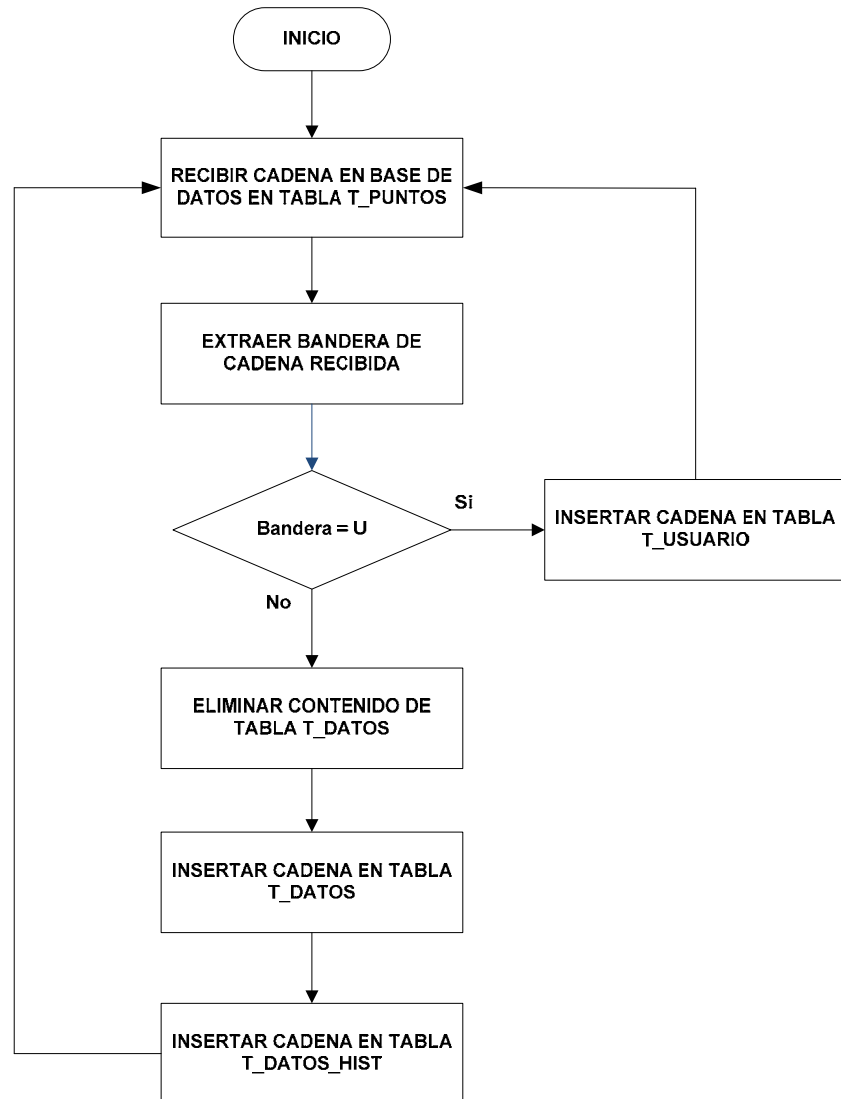 INICIO
RECIBIR CADENA EN BASE DE
DATOS EN TABLA T_PUNTOS
EXTRAER BANDERA DE
CADENA RECIBIDA
Bandera = U
Si
INSERTAR CADENA EN TABLA
T_USUARIO
No
ELIMINAR CONTENIDO DE
TABLA T_DATOS
INSERTAR CADENA EN TABLA
T_DATOS
INSERTAR CADENA EN TABLA
T_DATOS_HIST